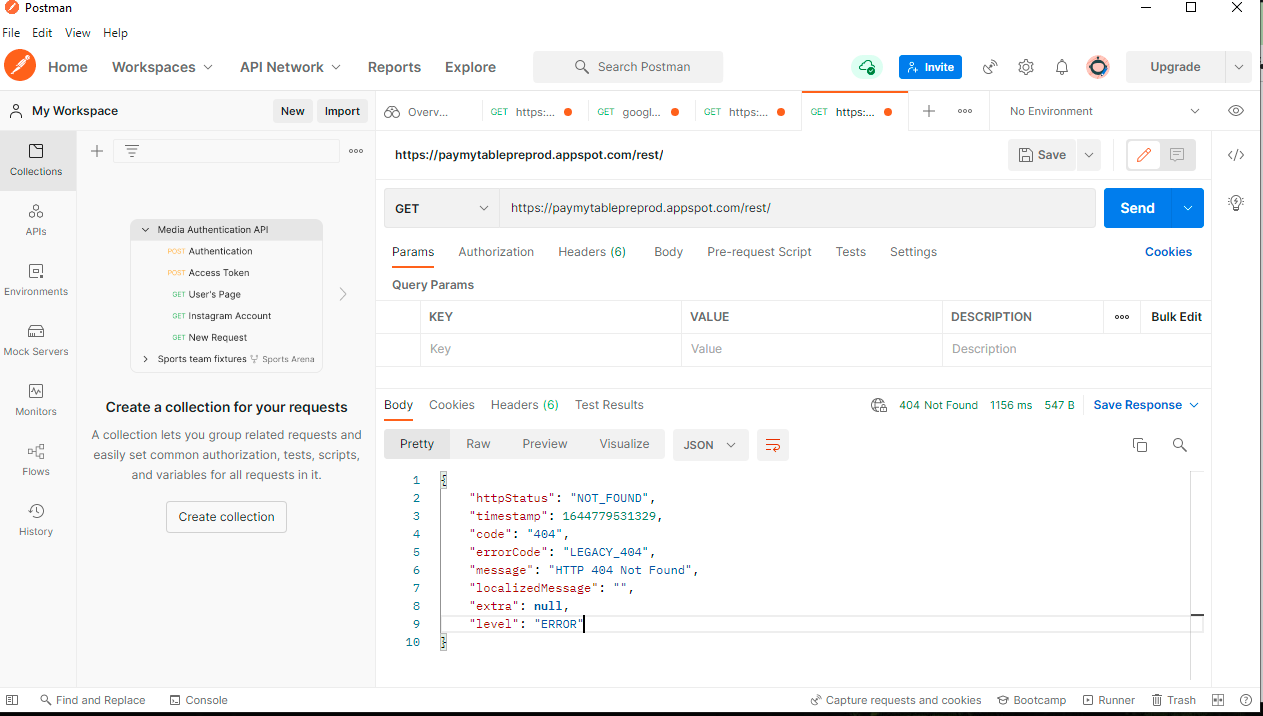 Postman
File Edit View Help
Home Workspaces API Network Reports Explore Search Postman Invite Upgrade
My Workspace New Import
Overv... GET https:... GET googl... GET https:... GET https:... No Environment
Collections
APIs
Environments
Mock Servers
Monitors
Flows
History
Media Authentication API
POST Authentication
POST Access Token
GET User's Page
GET Instagram Account
GET New Request
Sports team fixtures Sports Arena
Create a collection for your requests
A collection lets you group related requests and
easily set common authorization, tests, scripts,
and variables for all requests in it.
Create collection
https://paymytablepreprod.appspot.com/rest/ Save
GET https://paymytablepreprod.appspot.com/rest/ Send
Params Authorization Headers (6) Body Pre-request Script Tests Settings Cookies
Query Params
KEY VALUE DESCRIPTION Bulk Edit
Key Value Description
Body Cookies Headers (6) Test Results 404 Not Found 1156 ms 547 B Save Response
Pretty Raw Preview Visualize JSON
1 {
2 "httpStatus": "NOT_FOUND",
3 "timestamp": 1644779531329,
4 "code": "404",
5 "errorCode": "LEGACY_404",
6 "message": "HTTP 404 Not Found",
7 "localizedMessage": "",
8 "extra": null,
9 "level": "ERROR"
10 }
Find and Replace Console Capture requests and cookies Bootcamp Runner Trash